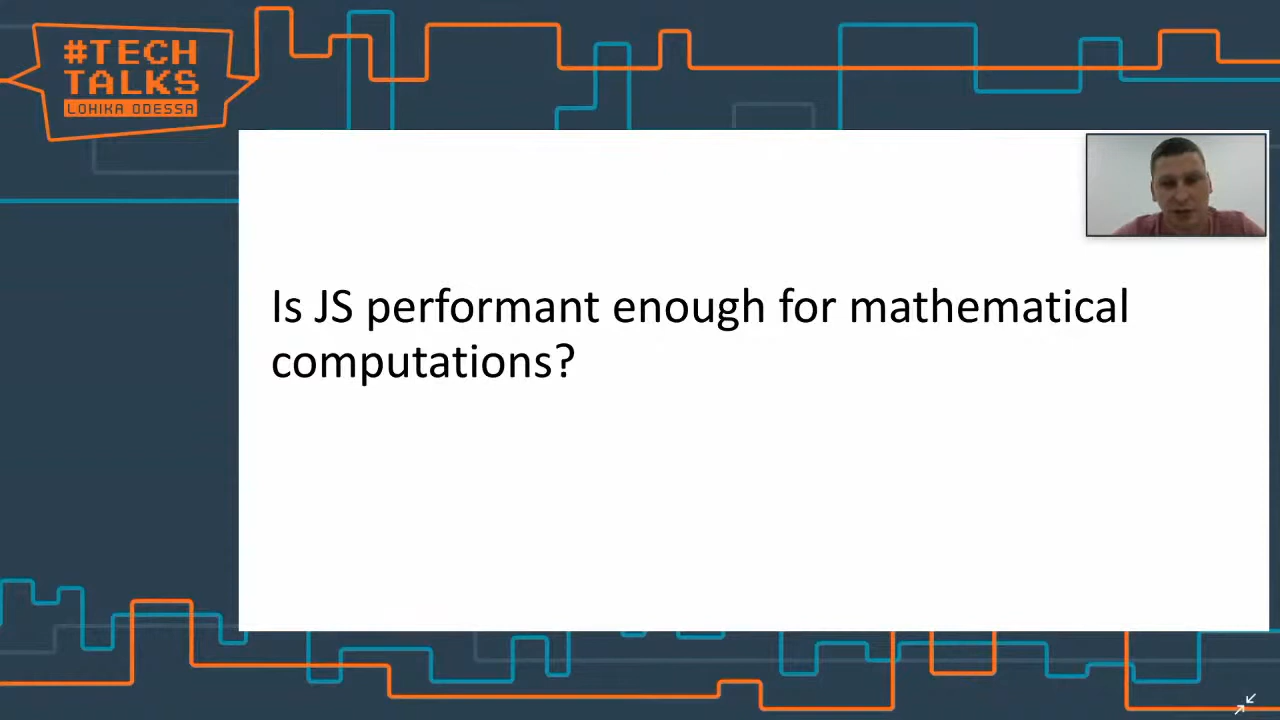 #TECH
TALKS
LOHIKA ODESSA
Is JS performant enough for mathematical
computations?